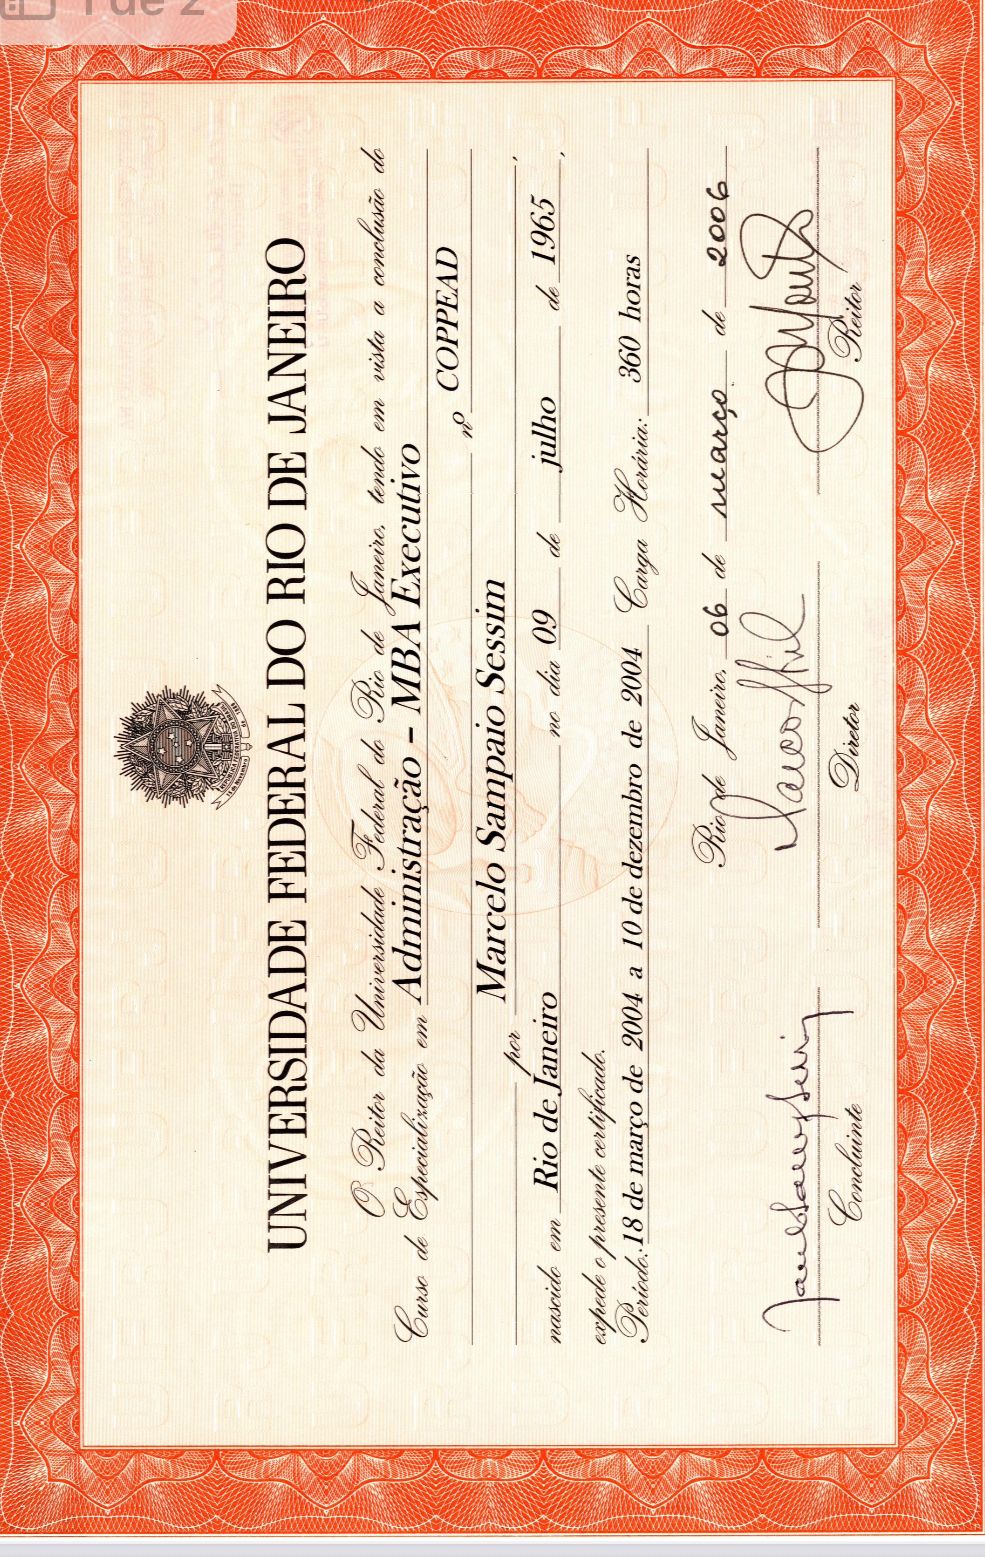 1 de 2
UNIVERSIDADE FEDERAL DO RIO DE JANEIRO
O Reitor da Universidade Federal do Rio de Janeiro, tendo em vista a conclusão do
Curso de Especialização em Administração - MBA Executivo
nº COPPEAD
por Marcelo Sampaio Sessim,
nascido em Rio de Janeiro no dia 09 de julho de 1965,
expede o presente certificado.
Período: 18 de março de 2004 a 10 de dezembro de 2004 Carga Horária: 360 horas
Rio de Janeiro, 06 de março de 2006
Concluinte Diretor Reitor